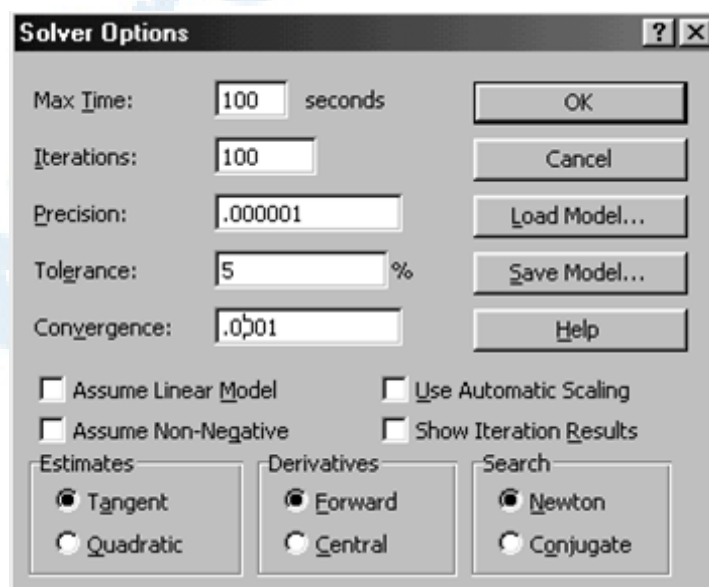 Solver Options
Max Time: 100 seconds
OK
Iterations: 100
Cancel
Precision: .000001
Load Model...
Tolerance: 5 %
Save Model...
Convergence: .0001
Help
Assume Linear Model
Use Automatic Scaling
Assume Non-Negative
Show Iteration Results
Estimates
Tangent
Quadratic
Derivatives
Forward
Central
Search
Newton
Conjugate